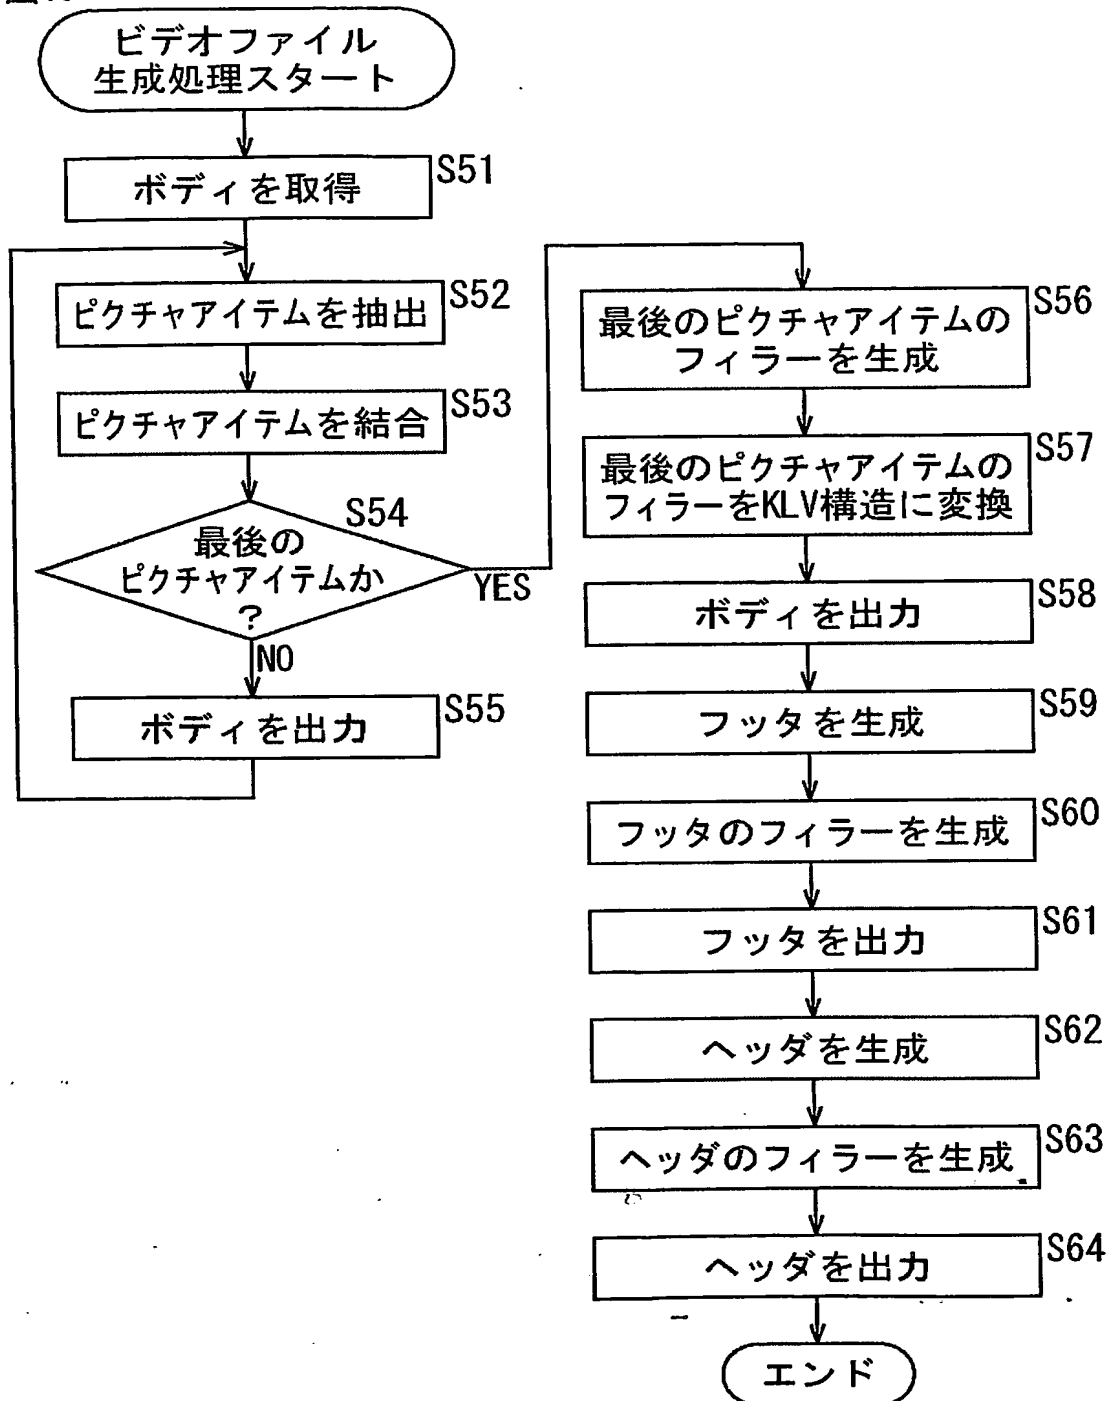 ビデオファイル
生成処理スタート
S51
ボディを取得
S52
ピクチャアイテムを抽出
S53
ピクチャアイテムを結合
S54
最後の
ピクチャアイテムか
?
YES
NO
S55
ボディを出力
S56
最後のピクチャアイテムの
フィラーを生成
S57
最後のピクチャアイテムの
フィラーをKLV構造に変換
S58
ボディを出力
S59
フッタを生成
S60
フッタのフィラーを生成
S61
フッタを出力
S62
ヘッダを生成
S63
ヘッダのフィラーを生成
S64
ヘッダを出力
エンド